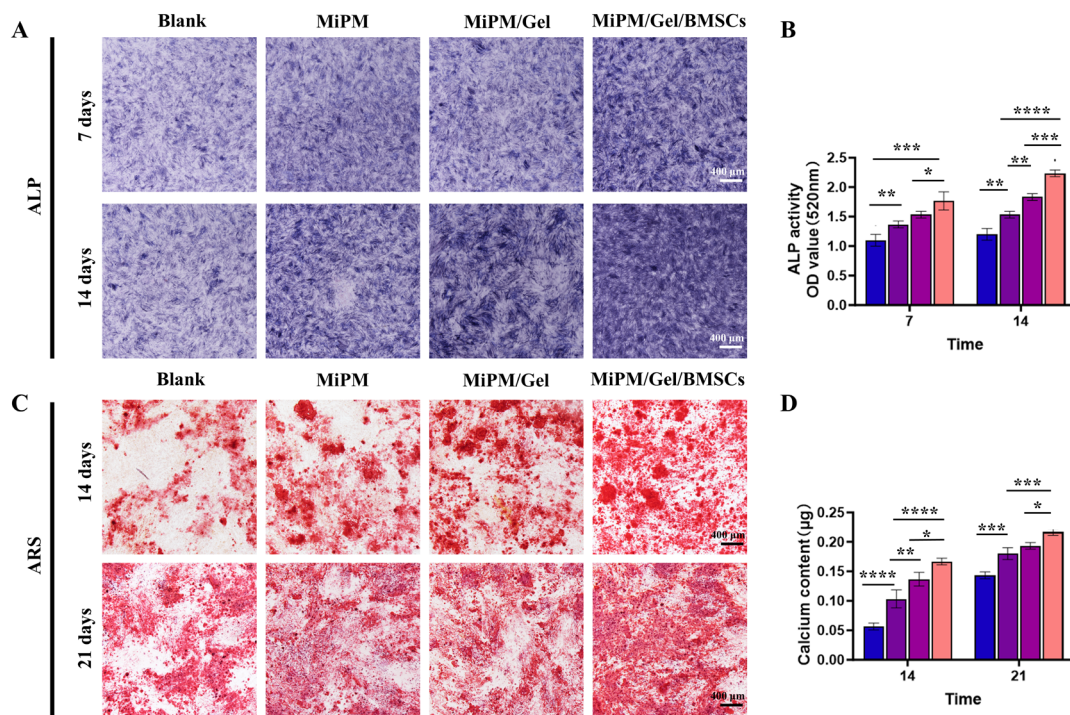 A
Blank
MiPM
MiPM/Gel
MiPM/Gel/BMSCs
ALP
7 days
400 μm
14 days
400 μm
B
ALP activity
OD value (520nm)
2.5
2.0
1.5
1.0
0.5
0.0
**
***
*
**
**
***
****
7
14
Time
C
Blank
MiPM
MiPM/Gel
MiPM/Gel/BMSCs
ARS
14 days
400 μm
21 days
400 μm
D
Calcium content(μg)
0.25
0.20
0.15
0.10
0.05
0.00
****
**
****
*
***
***
*
14
21
Time